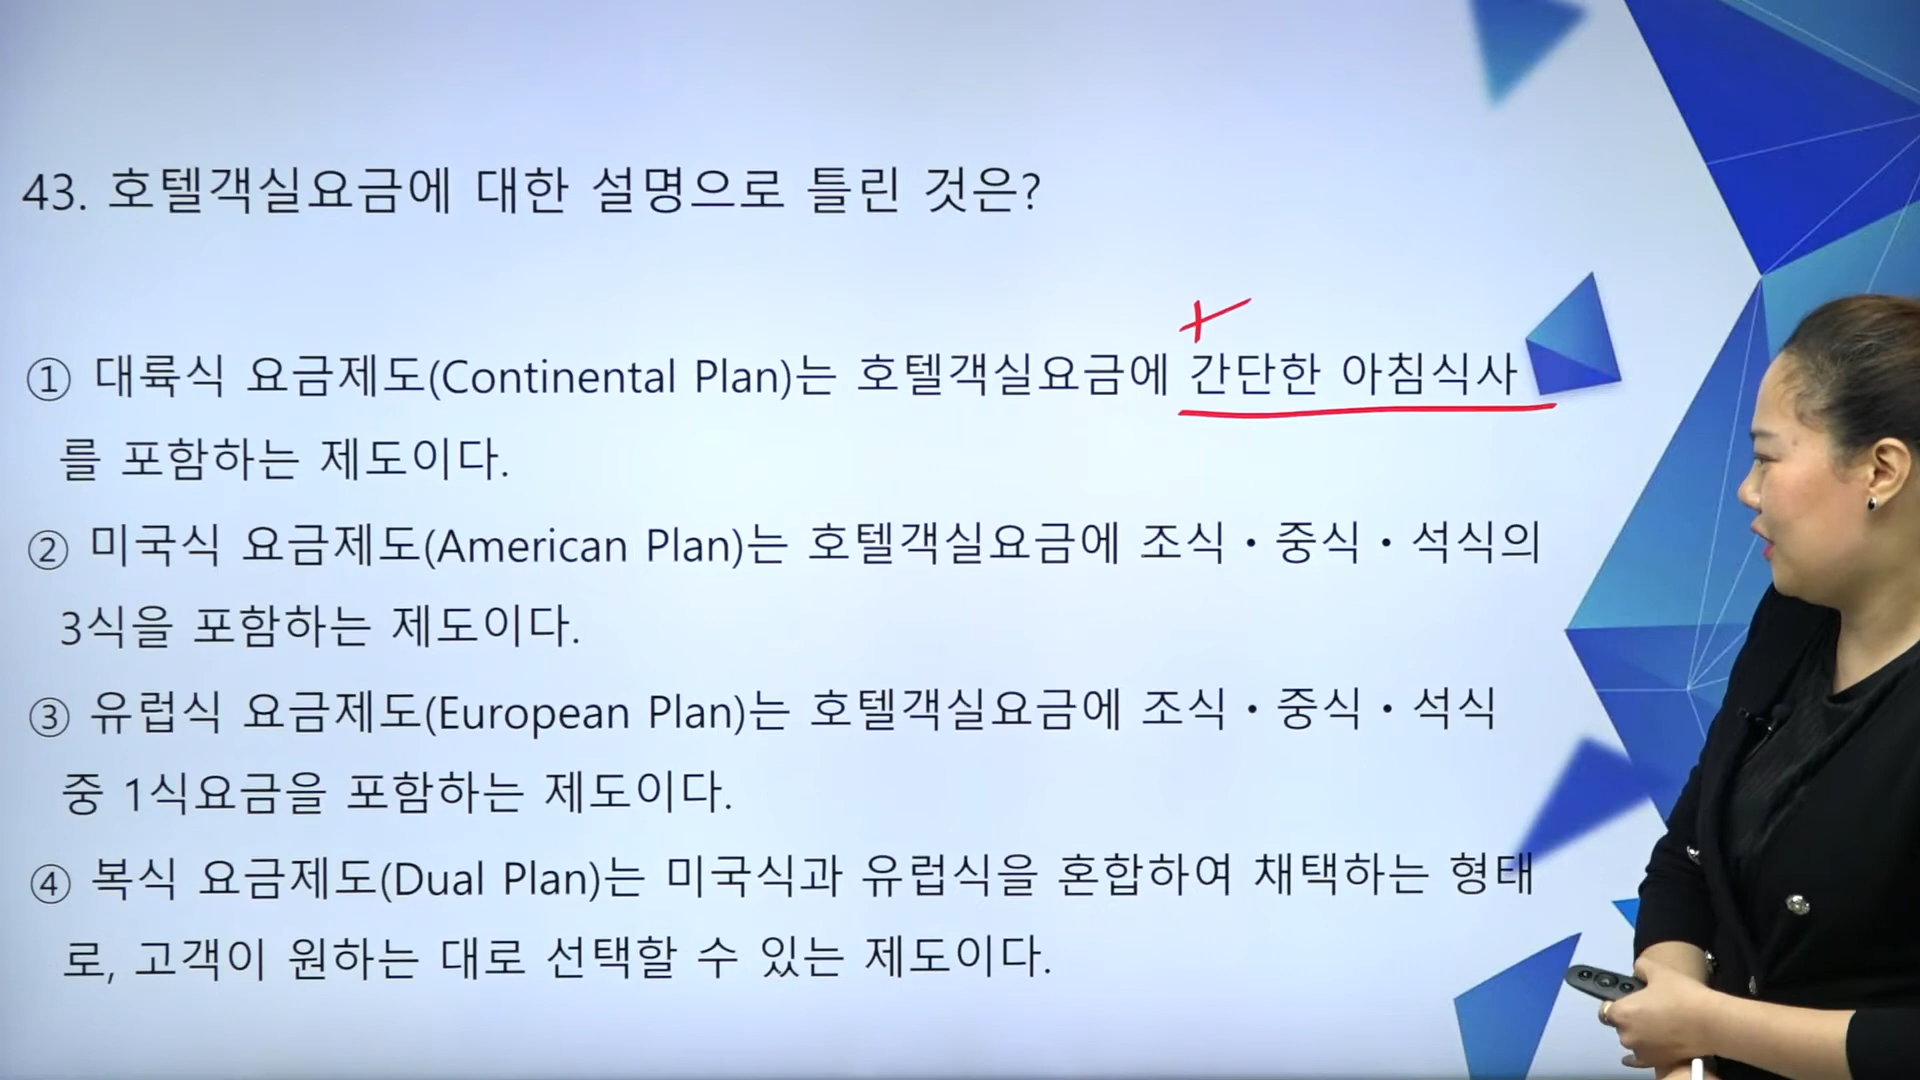 43. 호텔객실요금에 대한 설명으로 틀린 것은?
① 대륙식 요금제도(Continental Plan)는 호텔객실요금에 간단한 아침식사
를 포함하는 제도이다.
② 미국식 요금제도(American Plan)는 호텔객실요금에 조식・중식・석식의
3식을 포함하는 제도이다.
③ 유럽식 요금제도(European Plan)는 호텔객실요금에 조식・중식・석식
중 1식요금을 포함하는 제도이다.
④ 복식 요금제도(Dual Plan)는 미국식과 유럽식을 혼합하여 채택하는 형태
로, 고객이 원하는 대로 선택할 수 있는 제도이다.